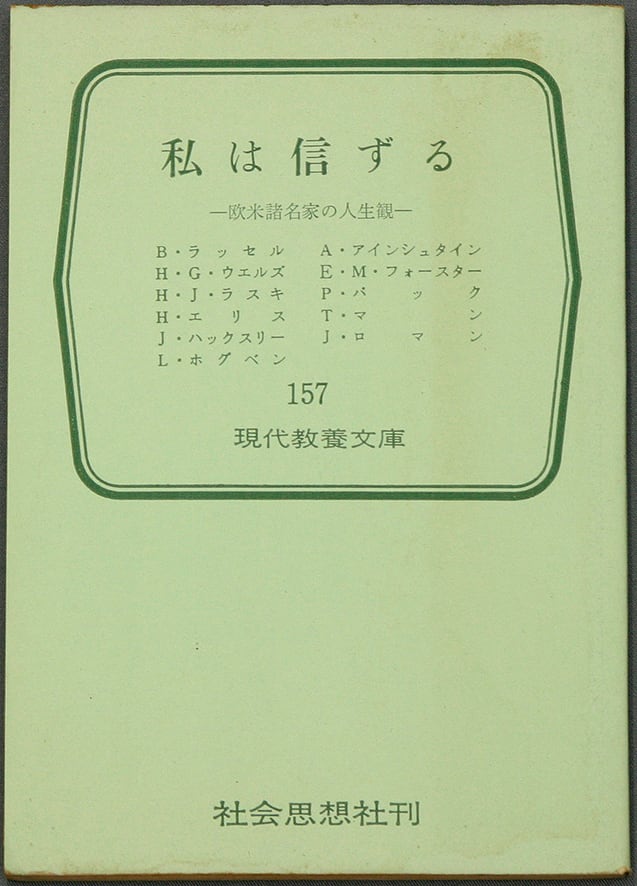 私は信ずる
―欧米諸名家の人生観―
B・ラッセル　A・アインシュタイン
H・G・ウエルズ　E・M・フォースター
H・J・ラスキ　P・バック
H・エリス　T・マン
J・ハックスリー　J・ロマン
L・ホグベン
157
現代教養文庫
社会思想社刊